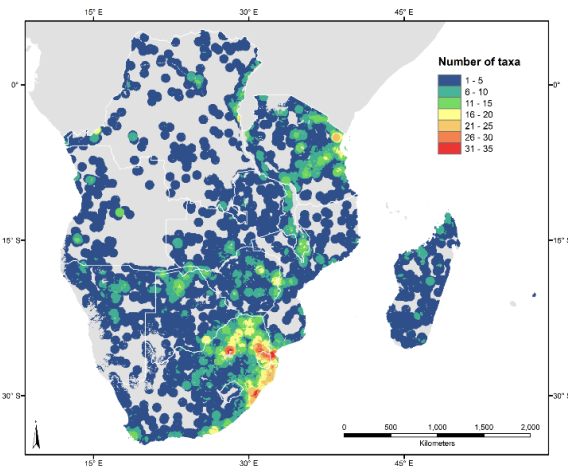 15° E 30° E 45° E
0° 0°
Number of taxa
1 - 5
6 - 10
11 - 15
16 - 20
21 - 25
26 - 30
31 - 35
15° S 15° S
30° S 30° S
0 500 1,000 1,500 2,000
Kilometers
15° E 30° E 45° E